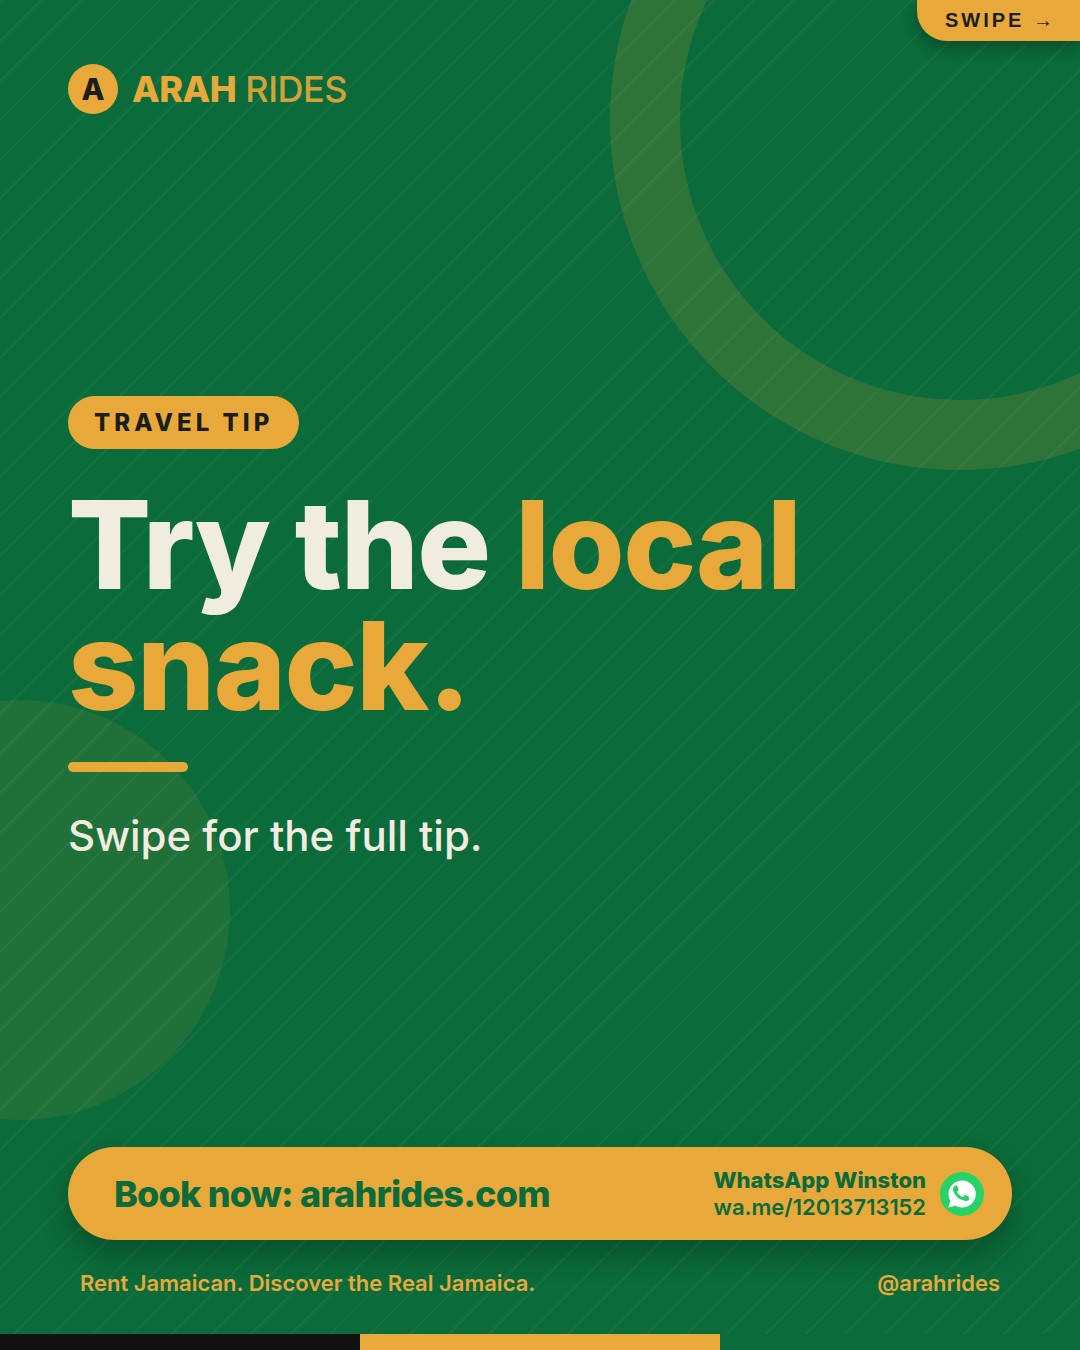 SWIPE →
A ARAH RIDES
TRAVEL TIP
Try the local
snack.
Swipe for the full tip.
Book now: arahrides.com
WhatsApp Winston
wa.me/12013713152
Rent Jamaican. Discover the Real Jamaica.
@arahrides